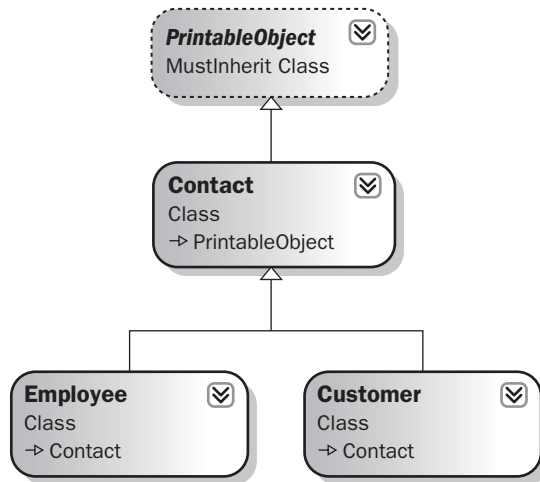 PrintableObject
MustInherit Class
Contact
Class
PrintableObject
Employee
Class
Contact
Customer
Class
Contact